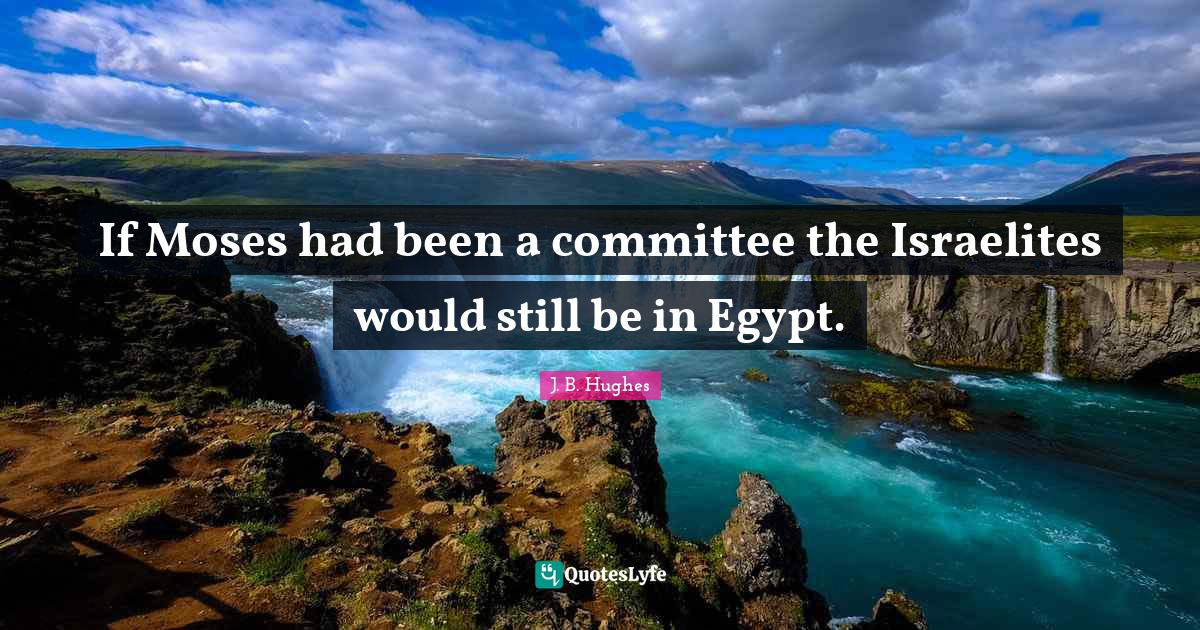 If Moses had been a committee the Israelites
would still be in Egypt.
J. B. Hughes
QuotesLyfe